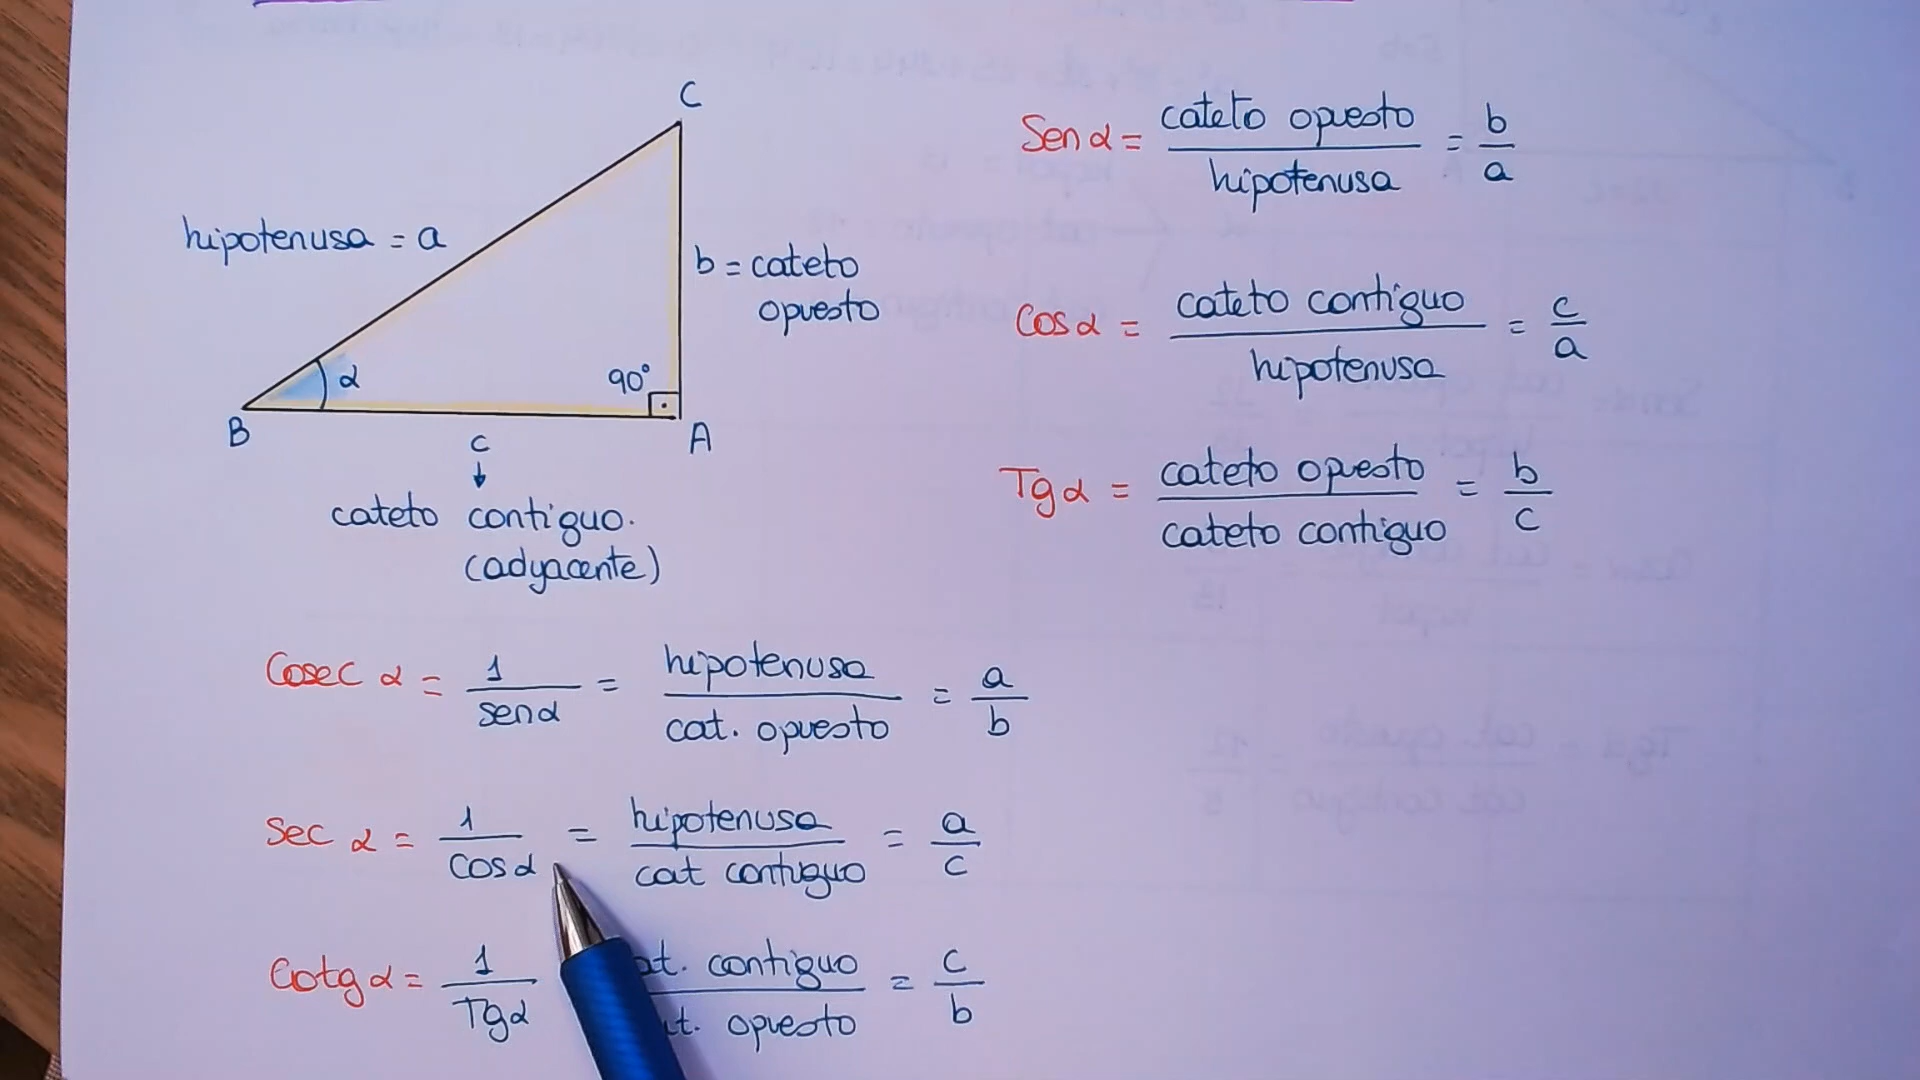 C
hipotenusa = a
b = cateto
opuesto
α
90°
B
A
c
cateto contiguo.
(adyacente)
Sen α = cateto opuesto / hipotenusa = b / a
Cos α = cateto contiguo / hipotenusa = c / a
Tg α = cateto opuesto / cateto contiguo = b / c
Cosec α = 1 / sen α = hipotenusa / cat. opuesto = a / b
Sec α = 1 / Cos α = hipotenusa / cat contiguo = a / c
Cotg α = 1 / Tg α at. contiguo / t. opuesto = c / b